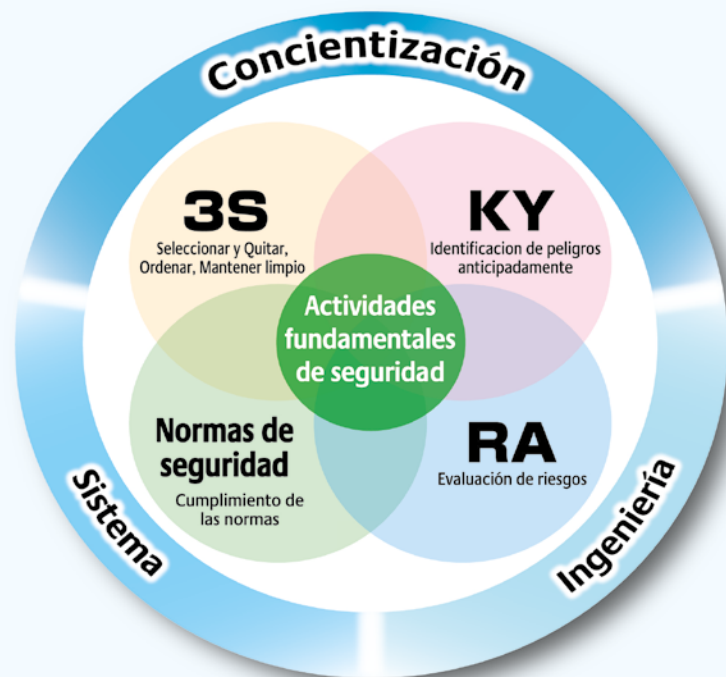 Concientización
3S
Seleccionar y Quitar,
Ordenar, Mantener limpio
KY
Identificacion de peligros
anticipadamente
Actividades
fundamentales
de seguridad
Normas de
seguridad
Cumplimiento de
las normas
RA
Evaluación de riesgos
Sistema
Ingeniería